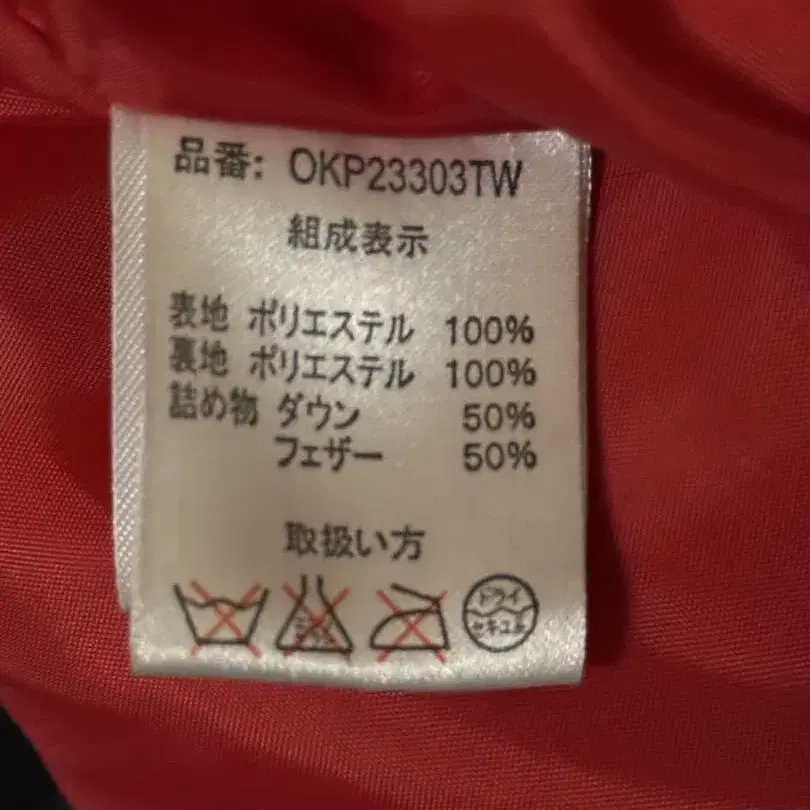 品番: OKP23303TW
組成表示
表地 ポリエステル 100%
裏地 ポリエステル 100%
詰め物 ダウン 50%
フェザー 50%
取扱い方
ドライ
セキユ系